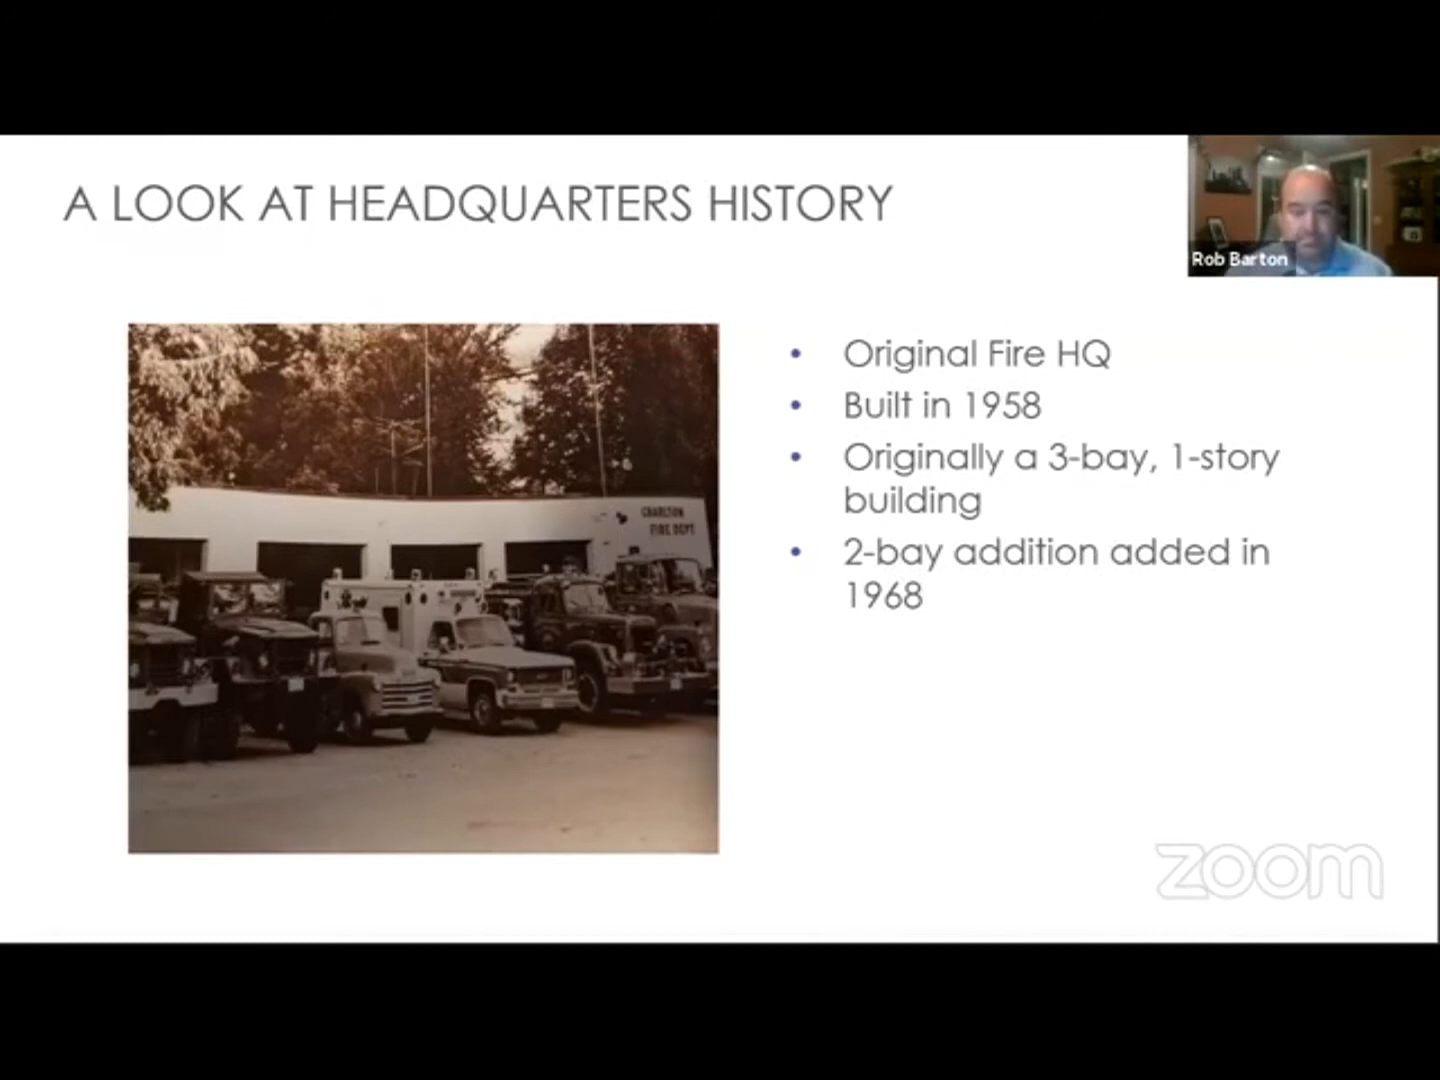 A LOOK AT HEADQUARTERS HISTORY
Rob Barton
CHARLTON
FIRE DEPT
• Original Fire HQ
• Built in 1958
• Originally a 3-bay, 1-story
building
• 2-bay addition added in
1968
zoom